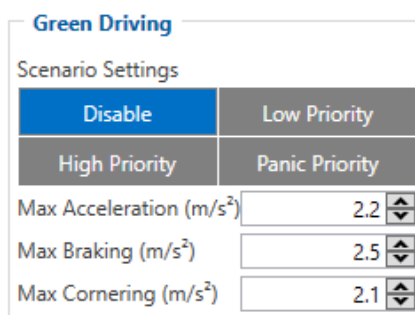 Green Driving
Scenario Settings
Disable Low Priority
High Priority Panic Priority
Max Acceleration (m/s²) 2.2
Max Braking (m/s²) 2.5
Max Cornering (m/s²) 2.1